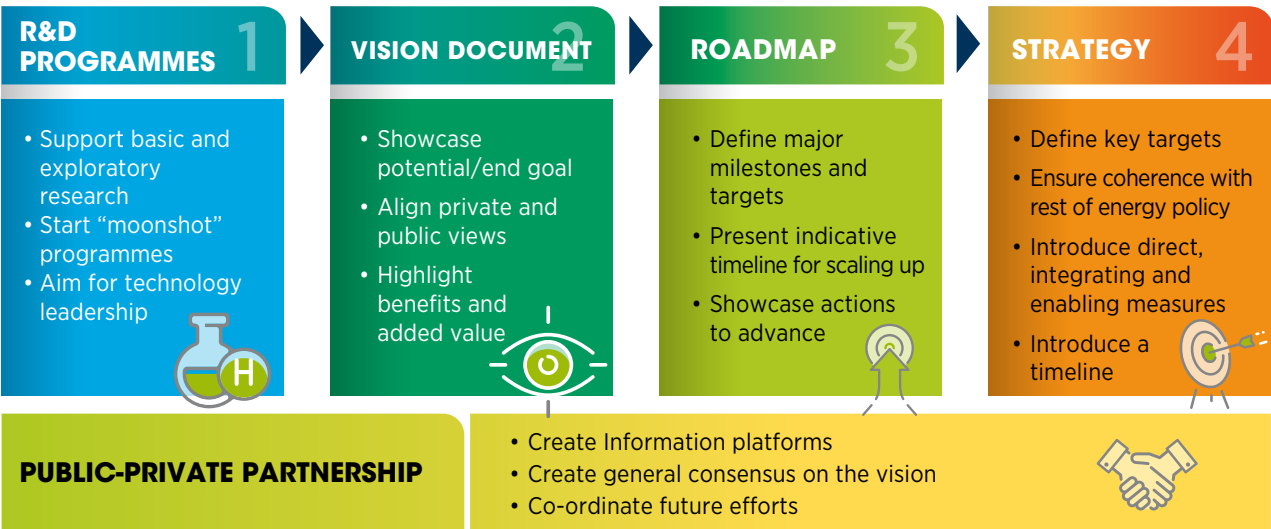 R&D
PROGRAMMES
1
• Support basic and
exploratory
research
• Start “moonshot”
programmes
• Aim for technology
leadership
H
VISION DOCUMENT
2
• Showcase
potential/end goal
• Align private and
public views
• Highlight
benefits and
added value
ROADMAP
3
• Define major
milestones and
targets
• Present indicative
timeline for scaling up
• Showcase actions
to advance
STRATEGY
4
• Define key targets
• Ensure coherence with
rest of energy policy
• Introduce direct,
integrating and
enabling measures
• Introduce a
timeline
PUBLIC-PRIVATE PARTNERSHIP
• Create Information platforms
• Create general consensus on the vision
• Co-ordinate future efforts